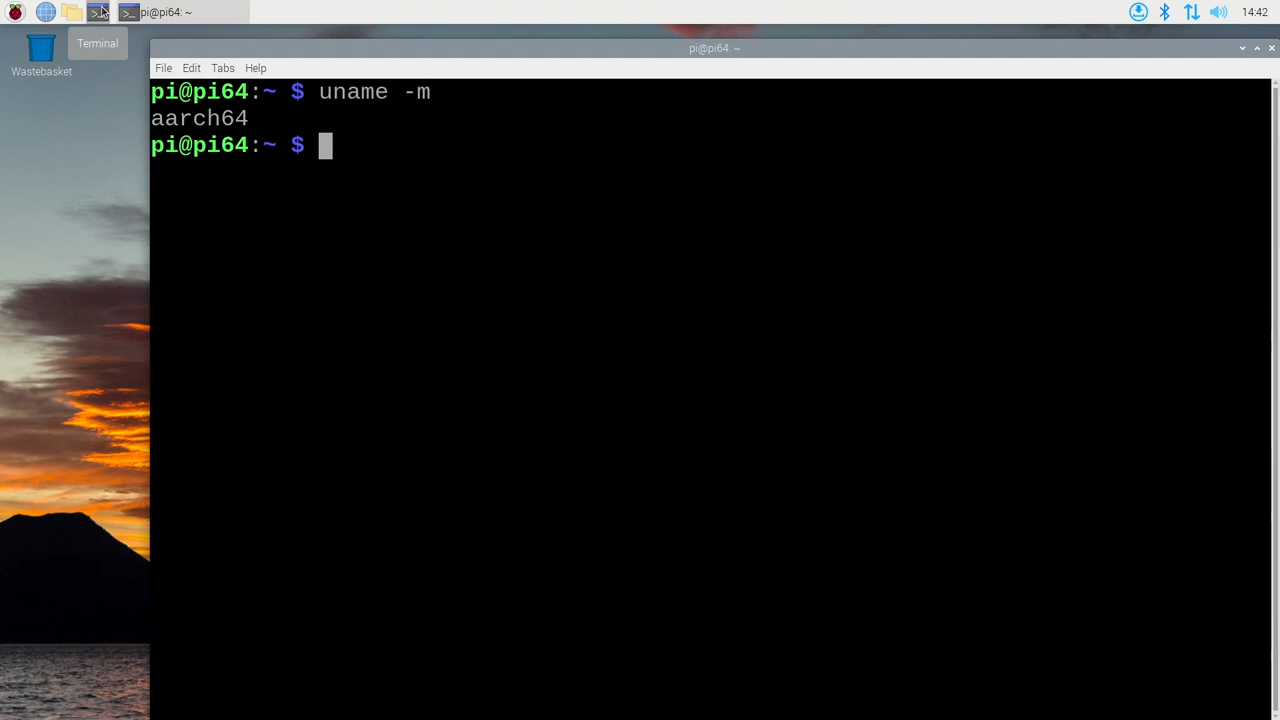 pi@pi64: ~
14:42
Terminal
Wastebasket
pi@pi64: ~
File Edit Tabs Help
pi@pi64:~ $ uname -m
aarch64
pi@pi64:~ $